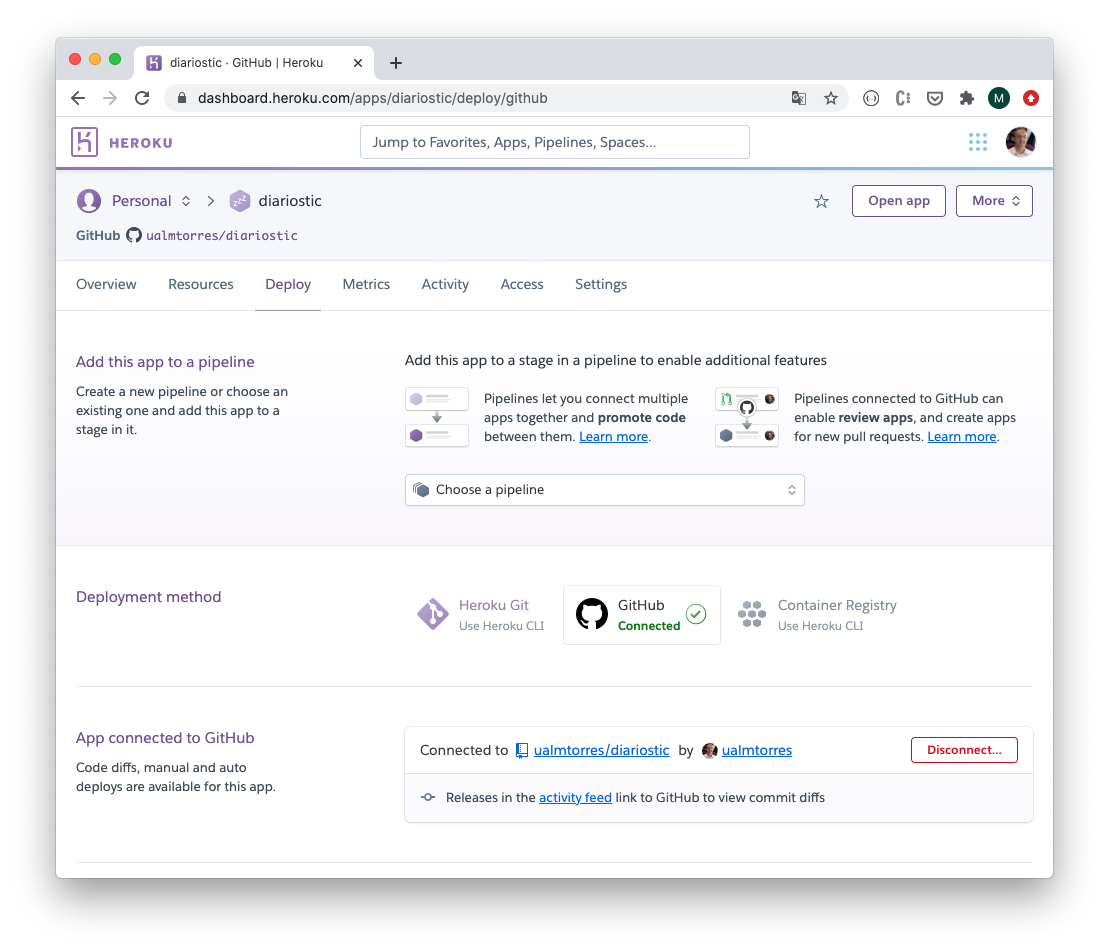 diariostic · GitHub | Heroku
dashboard.heroku.com/apps/diariostic/deploy/github
M
HEROKU
Jump to Favorites, Apps, Pipelines, Spaces...
Personal
zzz
diariostic
Open app
More
GitHub ualmtorres/diariostic
Overview Resources Deploy Metrics Activity Access Settings
Add this app to a pipeline
Create a new pipeline or choose an
existing one and add this app to a
stage in it.
Add this app to a stage in a pipeline to enable additional features
Pipelines let you connect multiple
apps together and promote code
between them. Learn more.
Pipelines connected to GitHub can
enable review apps, and create apps
for new pull requests. Learn more.
Choose a pipeline
Deployment method
Heroku Git
Use Heroku CLI
GitHub
Connected
Container Registry
Use Heroku CLI
App connected to GitHub
Code diffs, manual and auto
deploys are available for this app.
Connected to ualmtorres/diariostic by ualmtorres
Disconnect...
Releases in the activity feed link to GitHub to view commit diffs